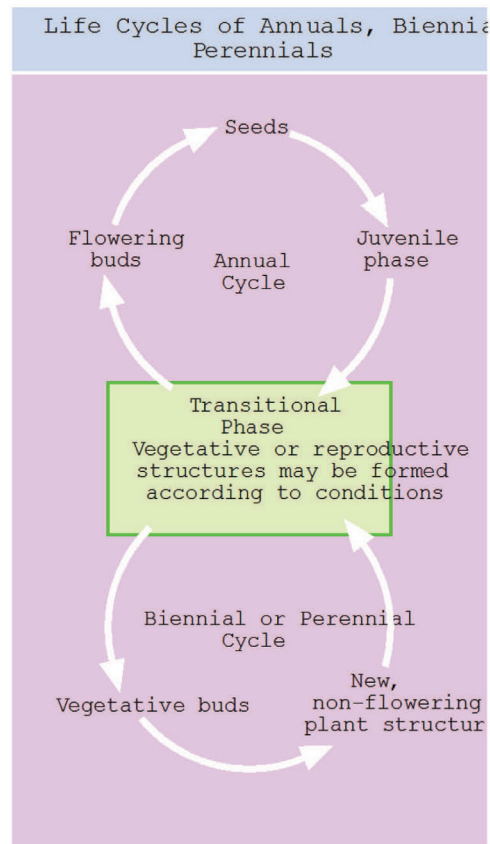 Life Cycles of Annuals, Biennia
Perennials
Seeds
Flowering
buds
Juvenile
phase
Annual
Cycle
Transitional
Phase
Vegetative or reproductive
structures may be formed
according to conditions
Biennial or Perennial
Cycle
Vegetative buds
New,
non-flowering
plant structur